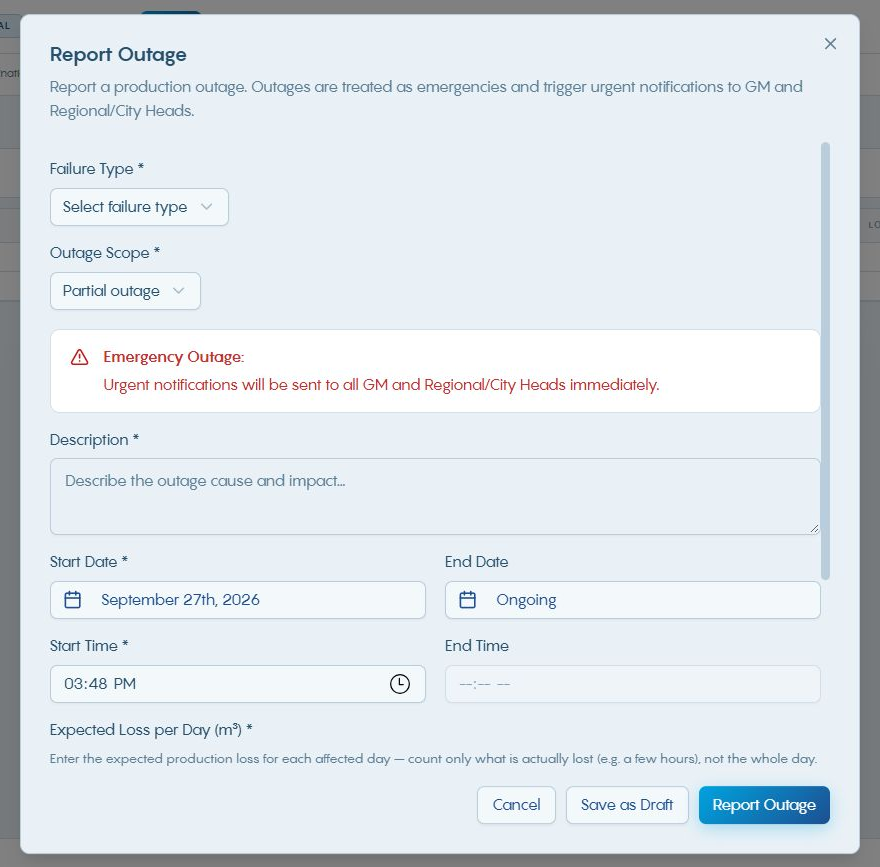 AL
Report Outage
Report a production outage. Outages are treated as emergencies and trigger urgent notifications to GM and
Regional/City Heads.
Failure Type *
Select failure type
Outage Scope *
Partial outage
Emergency Outage:
Urgent notifications will be sent to all GM and Regional/City Heads immediately.
Description *
Describe the outage cause and impact...
Start Date *
End Date
September 27th, 2026
Ongoing
Start Time *
End Time
03:48 PM
--:-- --
Expected Loss per Day (m³) *
Enter the expected production loss for each affected day — count only what is actually lost (e.g. a few hours), not the whole day.
Cancel
Save as Draft
Report Outage